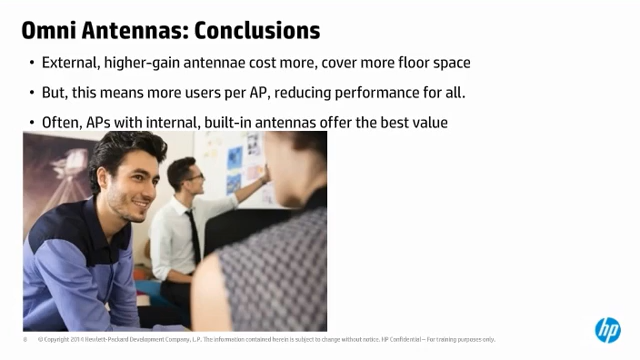 Omni Antennas: Conclusions
• External, higher-gain antennae cost more, cover more floor space
• But, this means more users per AP, reducing performance for all.
• Often, APs with internal, built-in antennas offer the best value
© Copyright 2014 Hewlett-Packard Development Company, L.P. The information contained herein is subject to change without notice. HP Confidential – For training purposes only.
hp